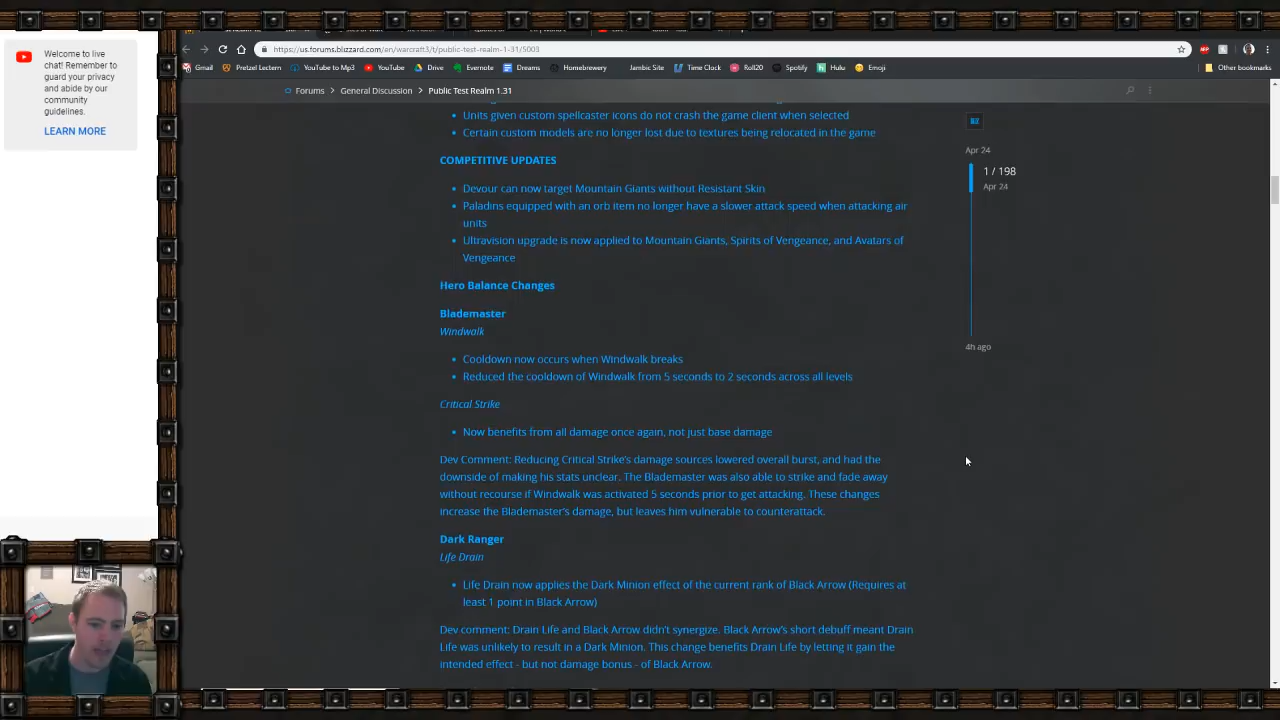 Welcome to live
chat! Remember to
guard your privacy
and abide by our
community
guidelines.
LEARN MORE
https://us.forums.blizzard.com/en/warcraft3/t/public-test-realm-1-31/5003
Gmail Pretzel Lectern YouTube to Mp3 YouTube Drive Evernote Dreams Homebrewery Jambic Site Time Clock Roll20 Spotify Hulu Emoji Other bookmarks
Forums General Discussion Public Test Realm 1.31
• Units given custom spellcaster icons do not crash the game client when selected
• Certain custom models are no longer lost due to textures being relocated in the game
COMPETITIVE UPDATES
• Devour can now target Mountain Giants without Resistant Skin
• Paladins equipped with an orb item no longer have a slower attack speed when attacking air
units
• Ultravision upgrade is now applied to Mountain Giants, Spirits of Vengeance, and Avatars of
Vengeance
Hero Balance Changes
Blademaster
Windwalk
• Cooldown now occurs when Windwalk breaks
• Reduced the cooldown of Windwalk from 5 seconds to 2 seconds across all levels
Critical Strike
• Now benefits from all damage once again, not just base damage
Dev Comment: Reducing Critical Strike's damage sources lowered overall burst, and had the
downside of making his stats unclear. The Blademaster was also able to strike and fade away
without recourse if Windwalk was activated 5 seconds prior to get attacking. These changes
increase the Blademaster's damage, but leaves him vulnerable to counterattack.
Dark Ranger
Life Drain
• Life Drain now applies the Dark Minion effect of the current rank of Black Arrow (Requires at
least 1 point in Black Arrow)
Dev comment: Drain Life and Black Arrow didn't synergize. Black Arrow's short debuff meant Drain
Life was unlikely to result in a Dark Minion. This change benefits Drain Life by letting it gain the
intended effect - but not damage bonus - of Black Arrow.
Apr 24
1 / 198
Apr 24
4h ago